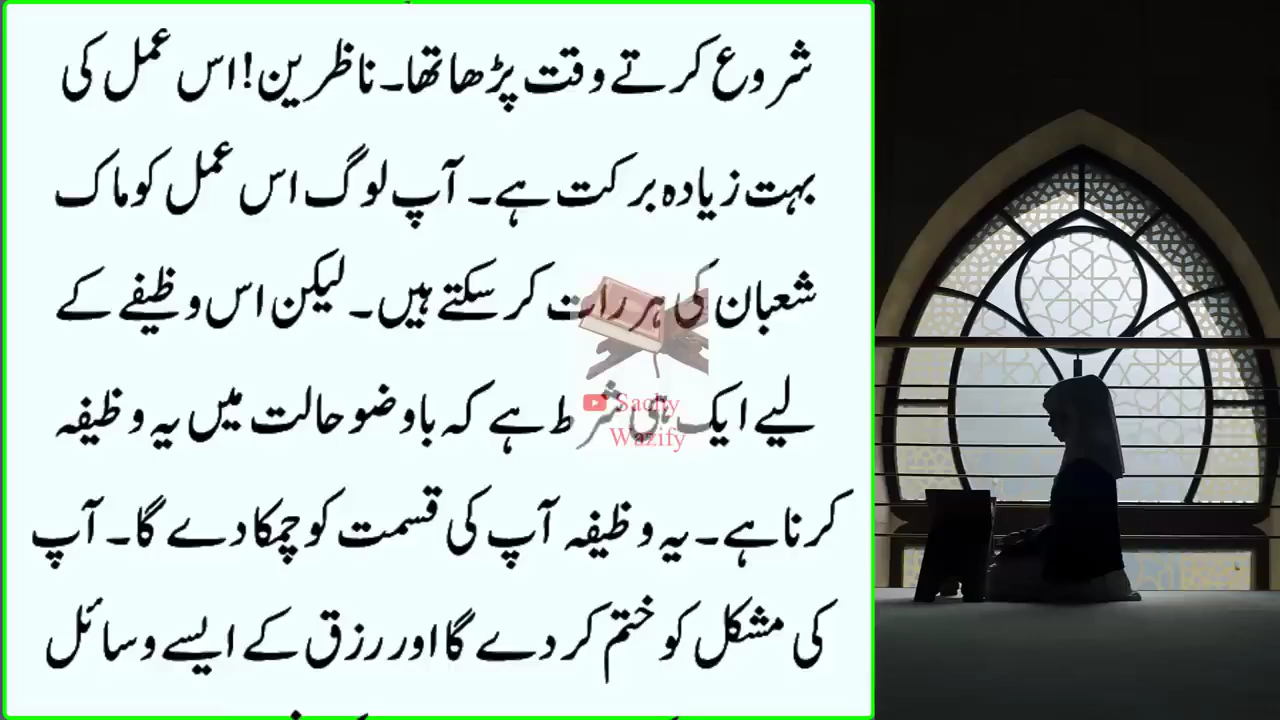 شروع کرتے وقت پڑھا تھا۔ ناظرین! اس عمل کی
بہت زیادہ برکت ہے۔ آپ لوگ اس عمل کو ماک
شعبان کی ہر رات کر سکتے ہیں۔ لیکن اس وظیفے کے
لیے ایک ہی شرط ہے کہ باوضو حالت میں یہ وظیفہ
کرنا ہے۔ یہ وظیفہ آپ کی قسمت کو چمکا دے گا۔ آپ
کی مشکل کو ختم کر دے گا اور رزق کے ایسے وسائل
Sachy
Wazify